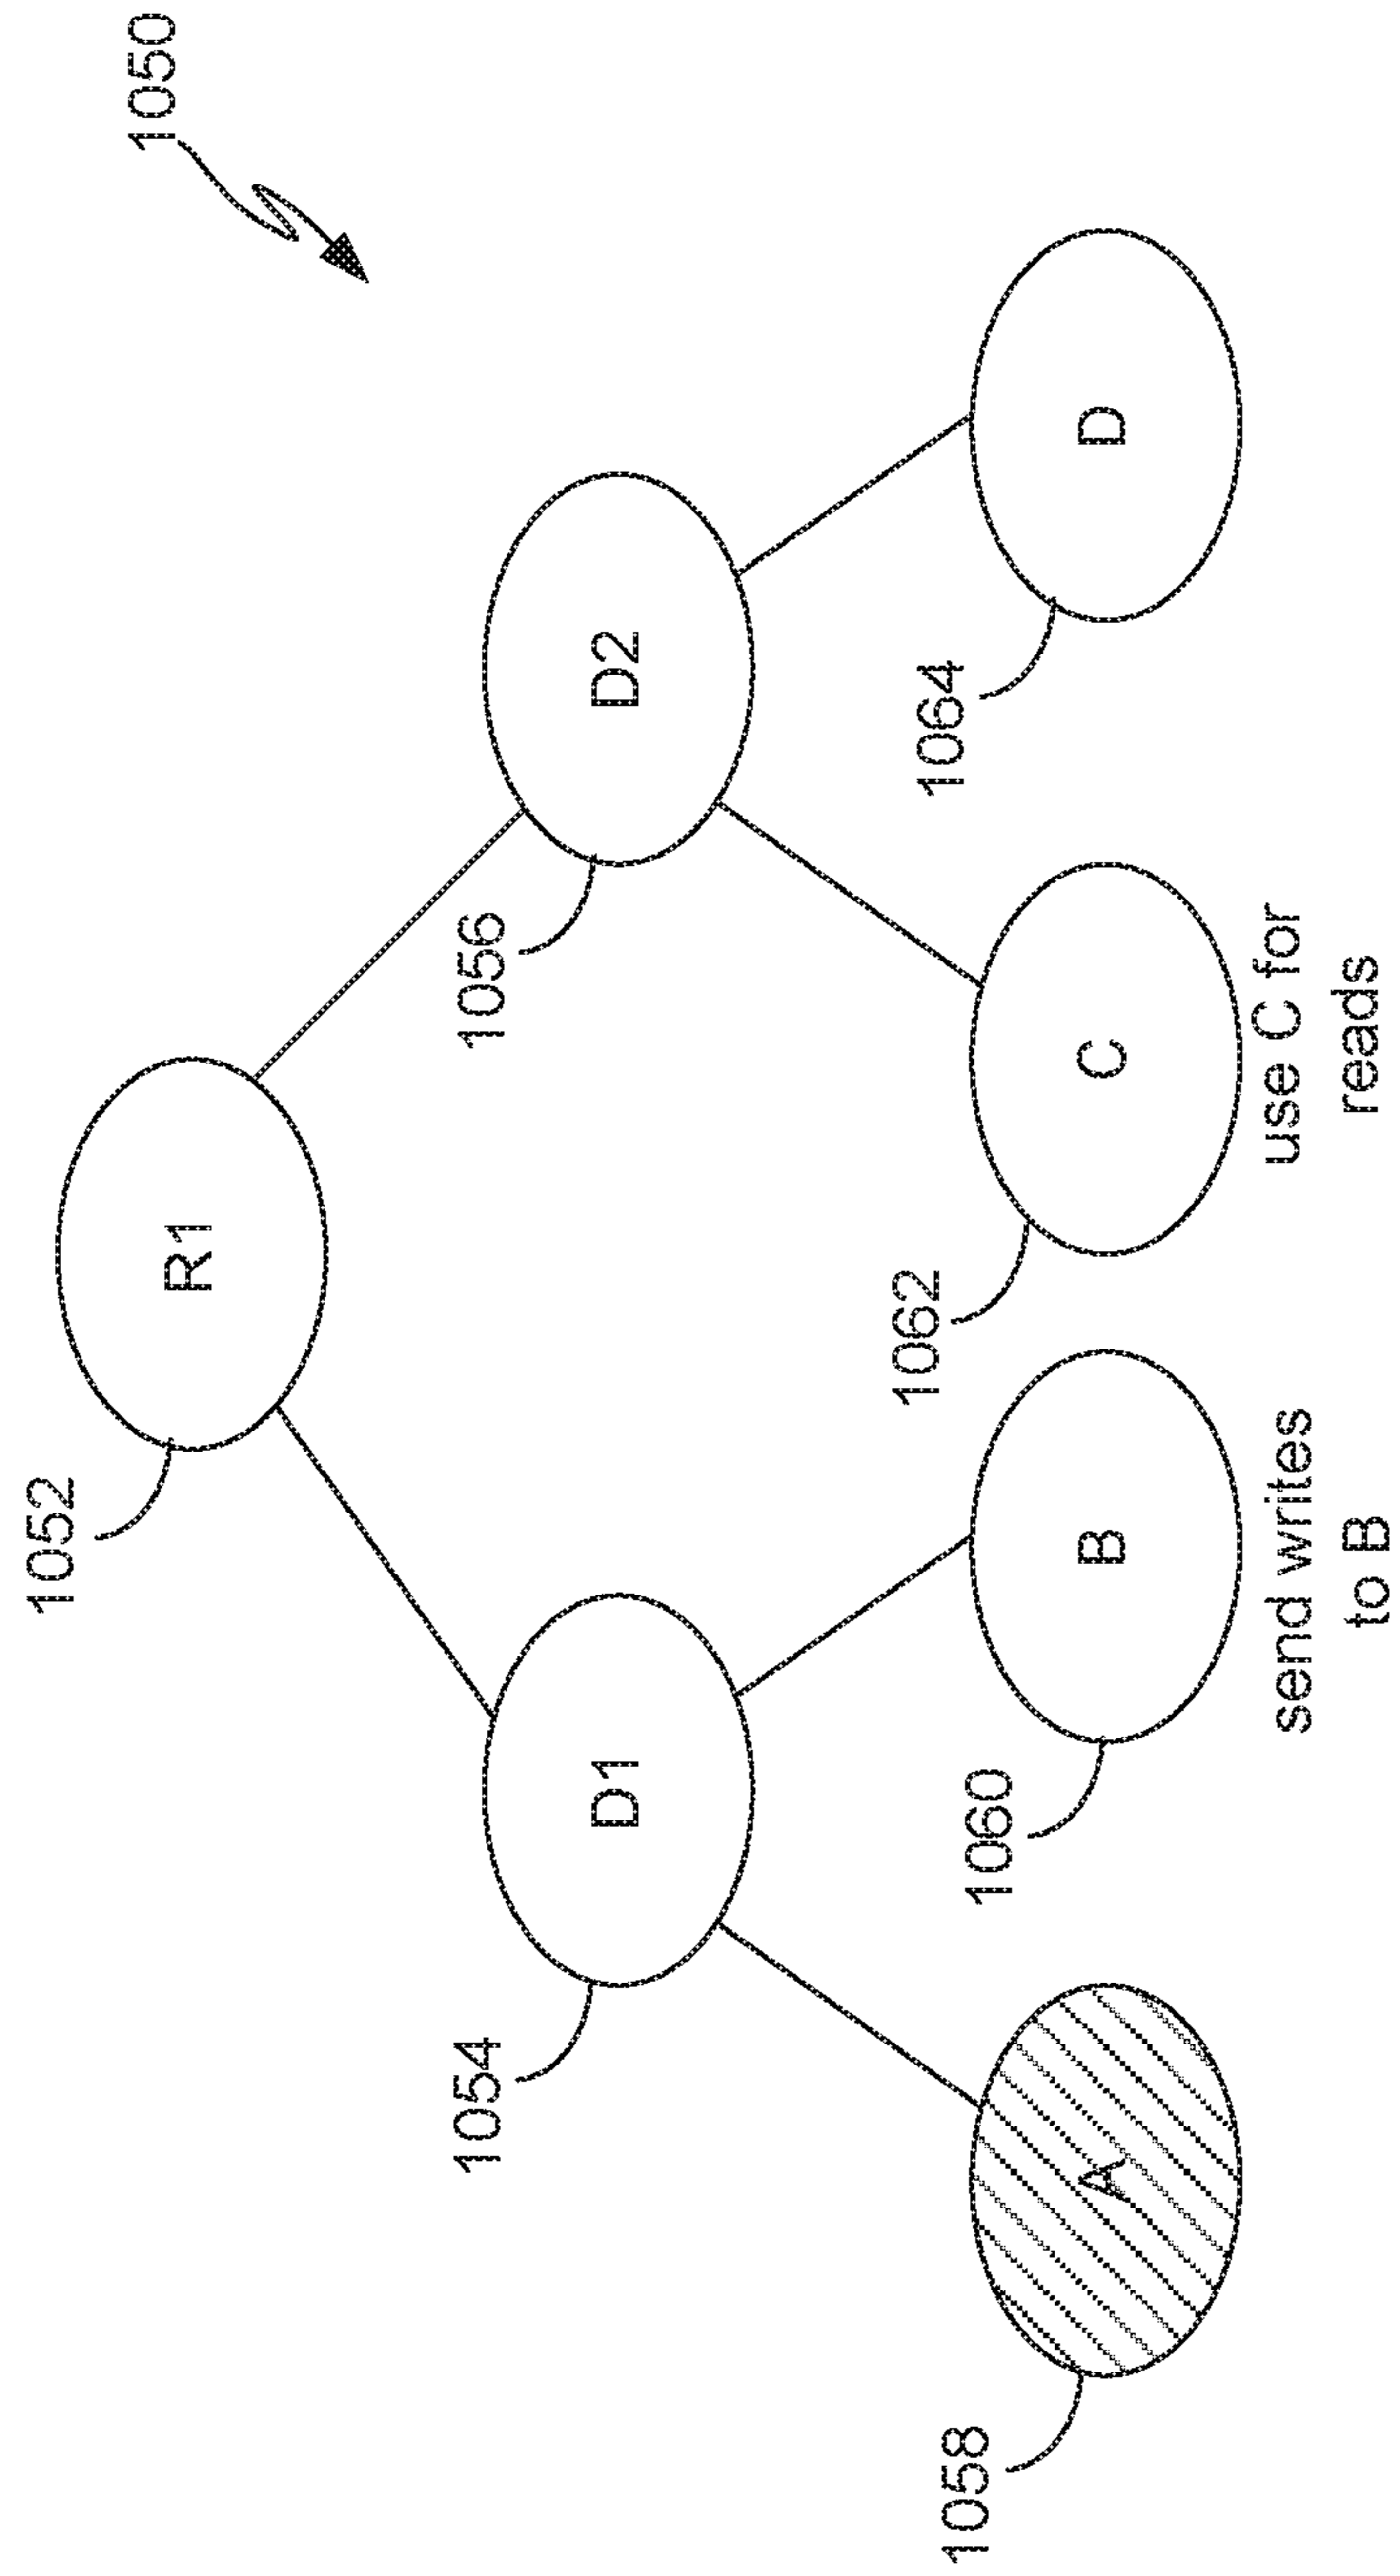 1050
1052
R1
1054
D1
1056
D2
1058
A
1060
B
1062
C
1064
D
send writes
to B
use C for
reads